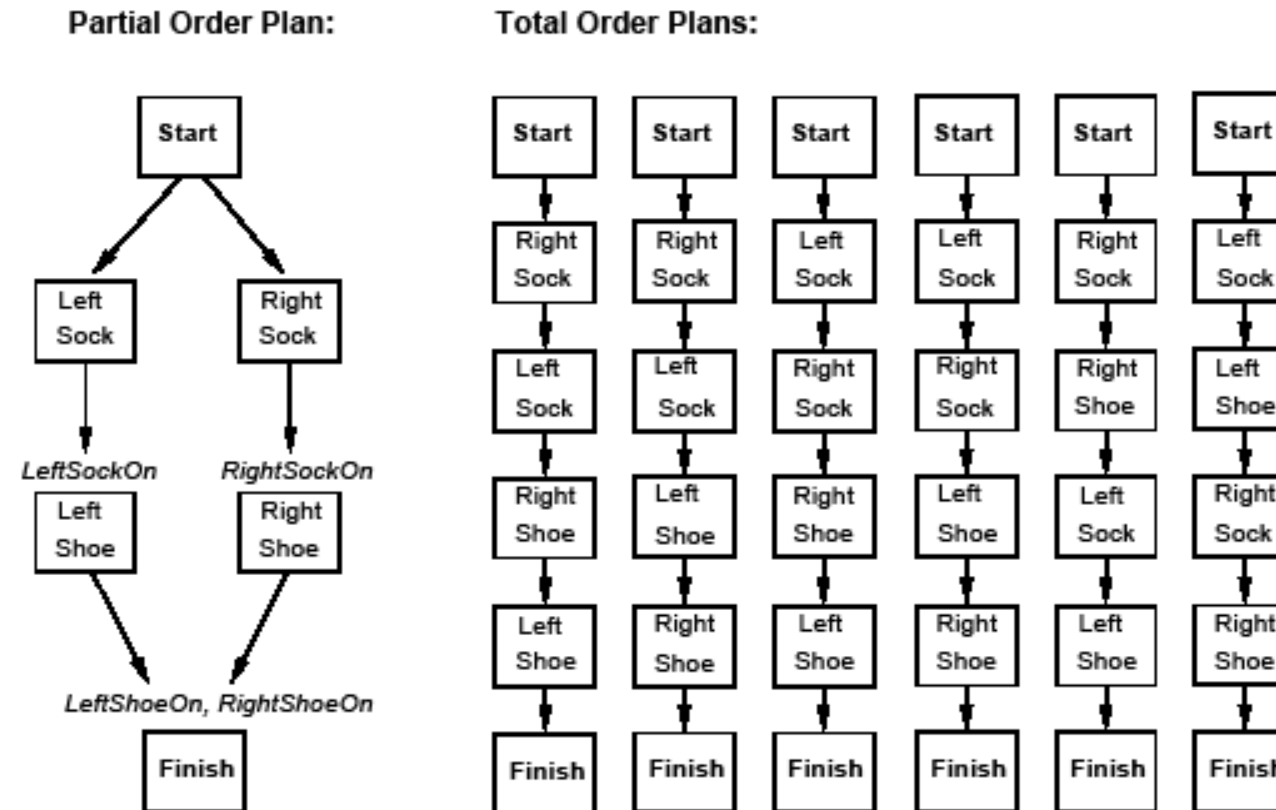 Partial Order Plan:
Start
Left
Sock
Right
Sock
LeftSockOn
RightSockOn
Left
Shoe
Right
Shoe
LeftShoeOn, RightShoeOn
Finish
Total Order Plans:
Start
Right
Sock
Left
Sock
Right
Shoe
Left
Shoe
Finish
Start
Right
Sock
Left
Sock
Left
Shoe
Right
Shoe
Finish
Start
Left
Sock
Right
Sock
Right
Shoe
Left
Shoe
Finish
Start
Left
Sock
Right
Sock
Left
Shoe
Right
Shoe
Finish
Start
Right
Sock
Right
Shoe
Left
Sock
Left
Shoe
Finish
Start
Left
Sock
Left
Shoe
Right
Sock
Right
Shoe
Finish